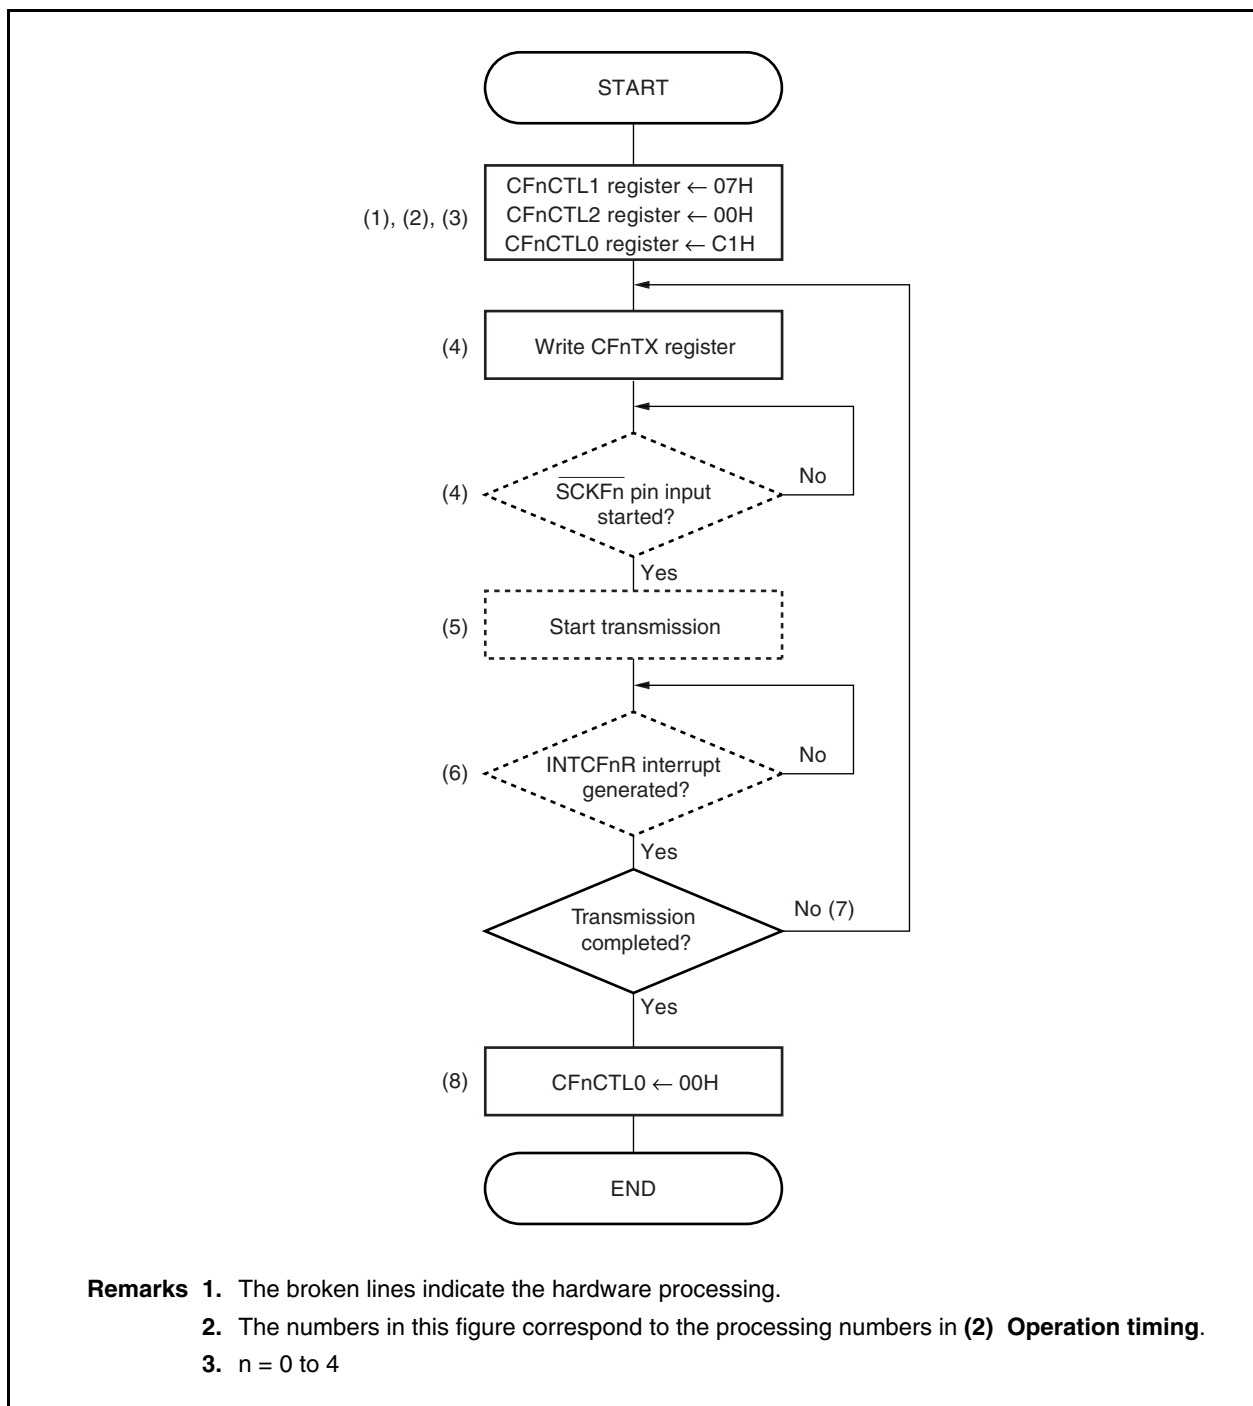 START
(1), (2), (3)
CFnCTL1 register ← 07H
CFnCTL2 register ← 00H
CFnCTL0 register ← C1H
(4)
Write CFnTX register
(4)
SCKFn pin input
started?
No
Yes
(5)
Start transmission
(6)
INTCFnR interrupt
generated?
No
Yes
Transmission
completed?
No (7)
Yes
(8)
CFnCTL0 ← 00H
END
Remarks 1. The broken lines indicate the hardware processing.
2. The numbers in this figure correspond to the processing numbers in (2) Operation timing.
3. n = 0 to 4